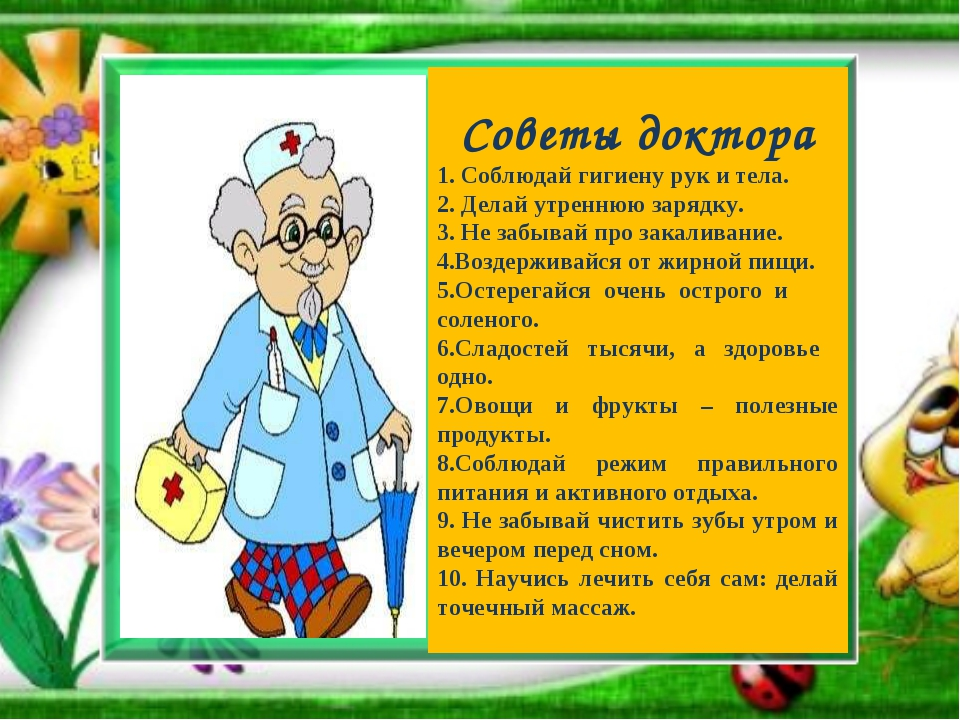 Советы доктора
1. Соблюдай гигиену рук и тела.
2. Делай утреннюю зарядку.
3. Не забывай про закаливание.
4.Воздерживайся от жирной пищи.
5.Остерегайся очень острого и
соленого.
6.Сладостей тысячи, а здоровье
одно.
7.Овощи и фрукты – полезные
продукты.
8.Соблюдай режим правильного
питания и активного отдыха.
9. Не забывай чистить зубы утром и
вечером перед сном.
10. Научись лечить себя сам: делай
точечный массаж.